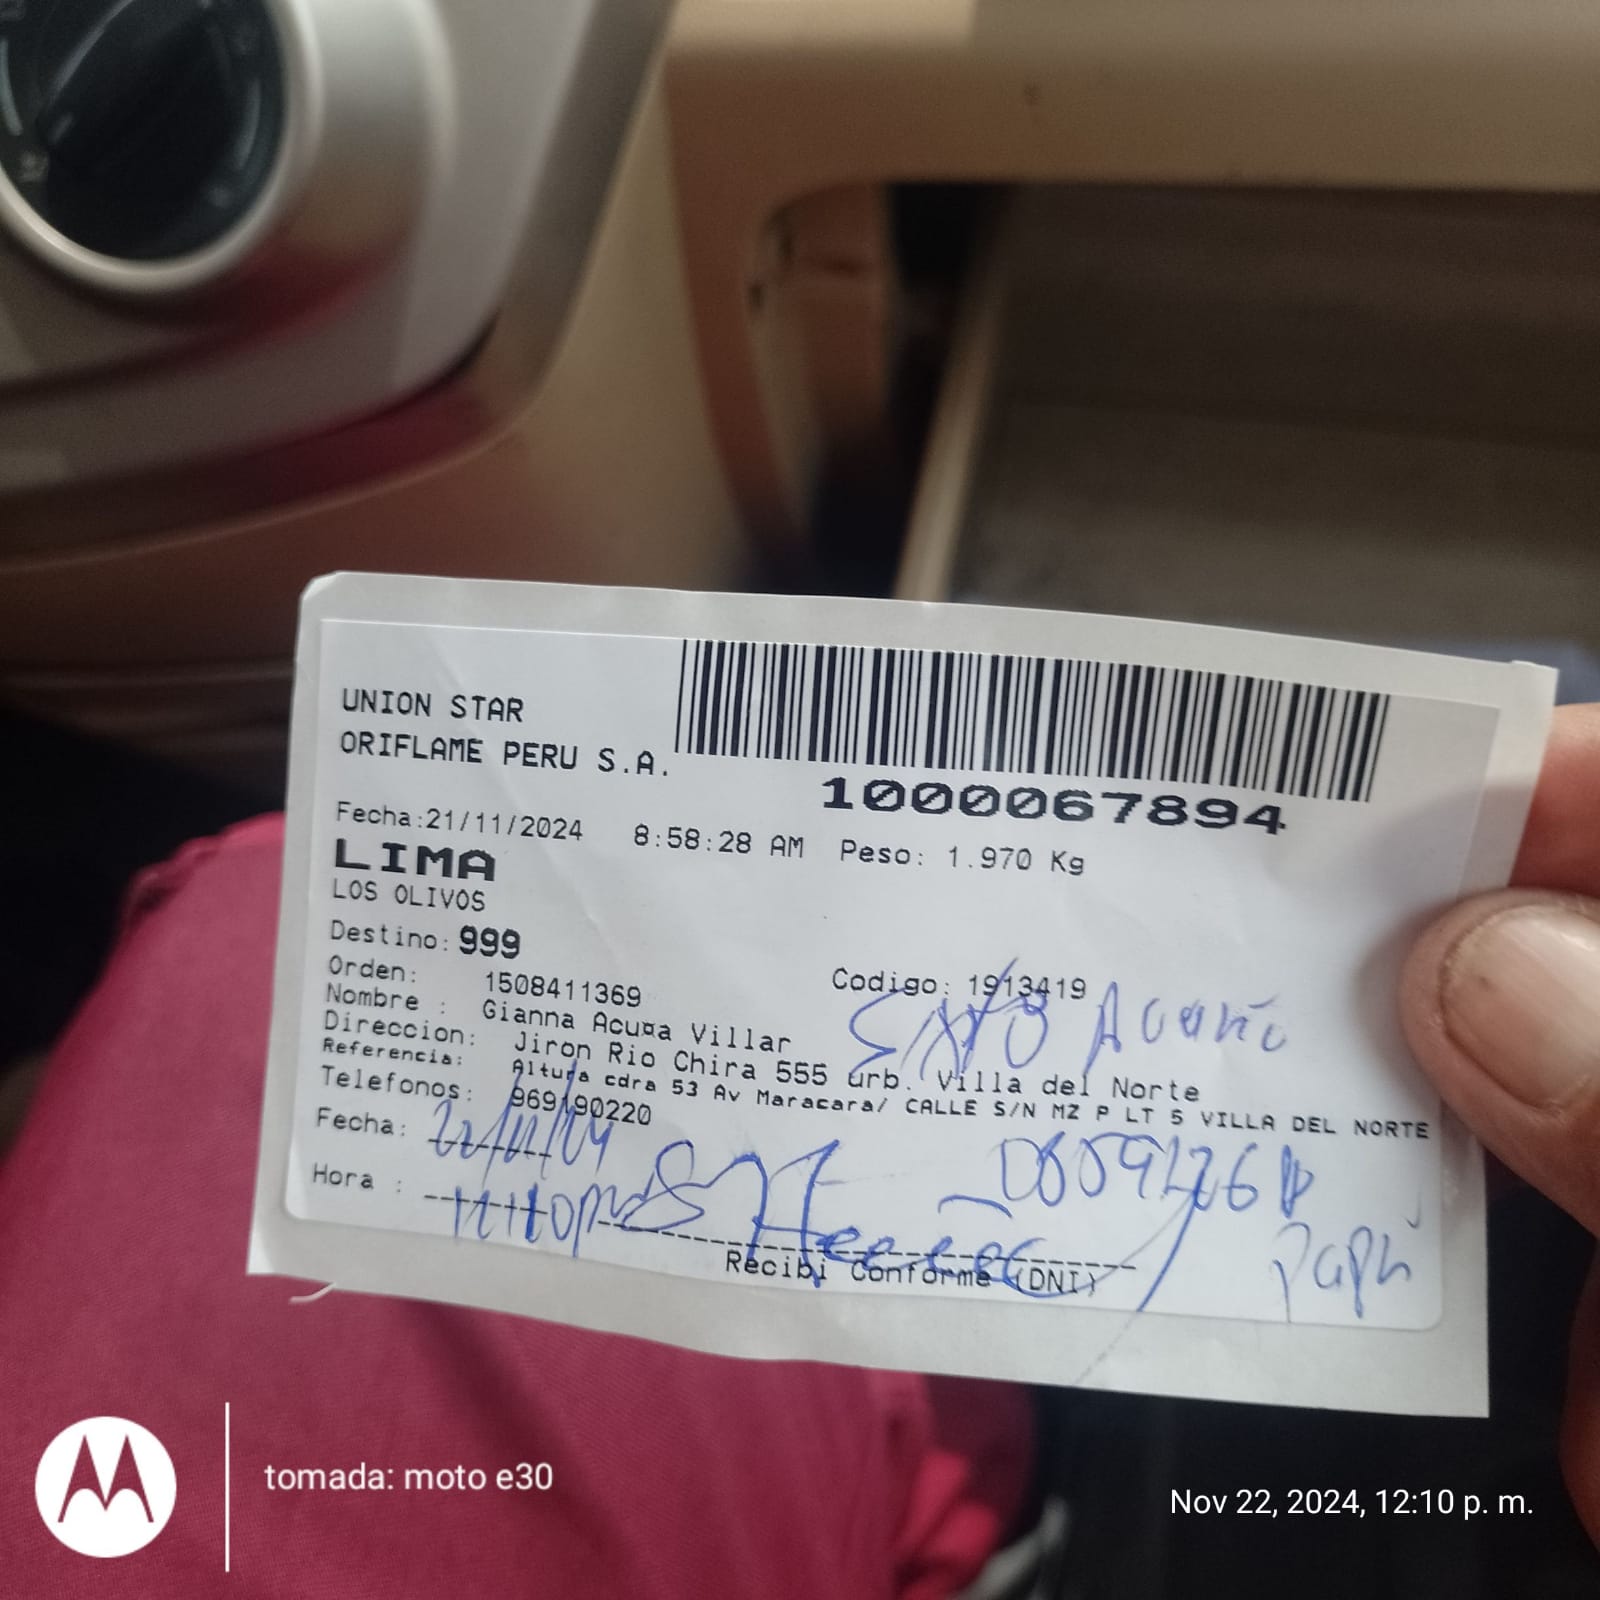 UNION STAR
ORIFLAME PERU S.A.
1000067894
Fecha:21/11/2024 8:58:28 AM Peso: 1.970 Kg
LIMA
LOS OLIVOS
Destino: 999
Orden: 1508411369 Codigo: 1913419
Nombre : Gianna Acu¤a Villar
Direccion: Jiron Rio Chira 555 urb. Villa del Norte
Referencia: Altura cdra 53 Av Maracara/ CALLE S/N MZ P LT 5 VILLA DEL NORTE
Telefonos: 969190220
Fecha:
Hora :
Recibi Conforme (DNI)
tomada: moto e30
Nov 22, 2024, 12:10 p. m.